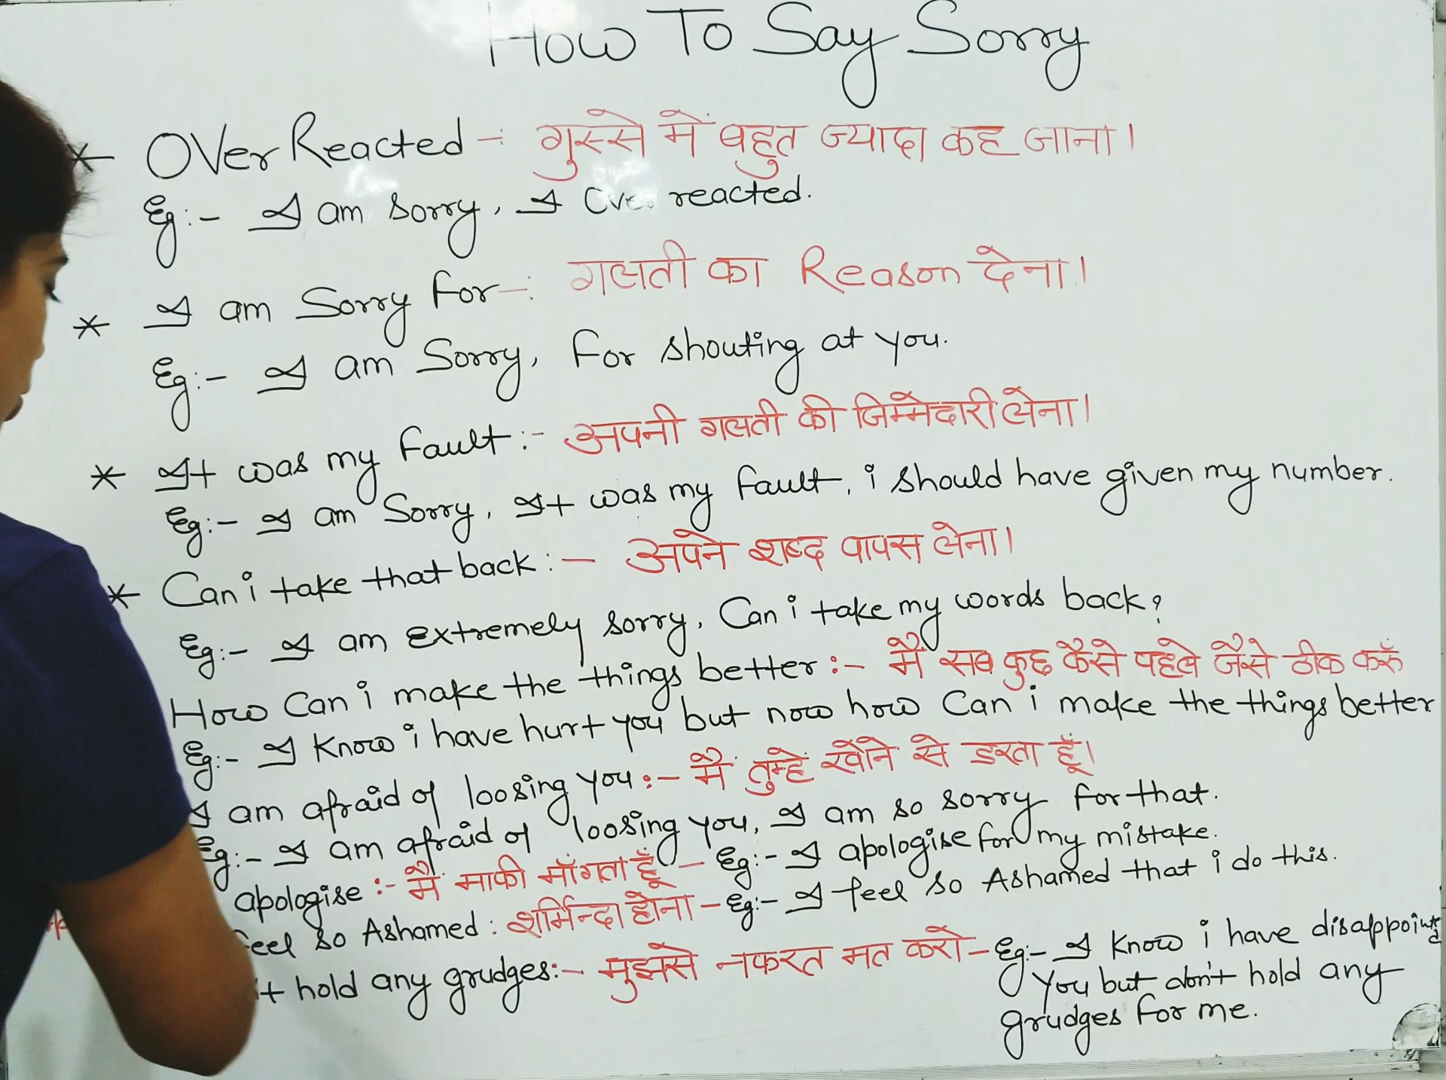 How To Say Sorry
* Over Reacted -: गुस्से में बहुत ज्यादा कह जाना।
Eg:- I am sorry, I Over reacted.
* I am Sorry For -: गलती का Reason देना।
Eg:- I am Sorry, For shouting at you.
* It was my Fault:- अपनी गलती की जिम्मेदारी लेना।
Eg:- I am Sorry, It was my Fault, i should have given my number.
* Can i take that back:- अपने शब्द वापस लेना।
Eg:- I am extremely sorry, Can i take my words back?
How Can i make the things better:- मैं सब कुछ कैसे पहले जैसे ठीक करूँ
Eg:- I Know i have hurt you but now how Can i make the things better
I am afraid of loosing you:- मैं तुम्हें खोने से डरता हूँ।
Eg:- I am afraid of loosing you, I am so sorry For that.
apologise:- मैं माफी माँगता हूँ - Eg:- I apologise for my mistake.
feel so Ashamed: शर्मिन्दा होना - Eg:- I feel so Ashamed that i do this.
't hold any grudges:- मुझसे नफरत मत करो - Eg:- I Know i have disappointed
You but don't hold any
grudges For me.